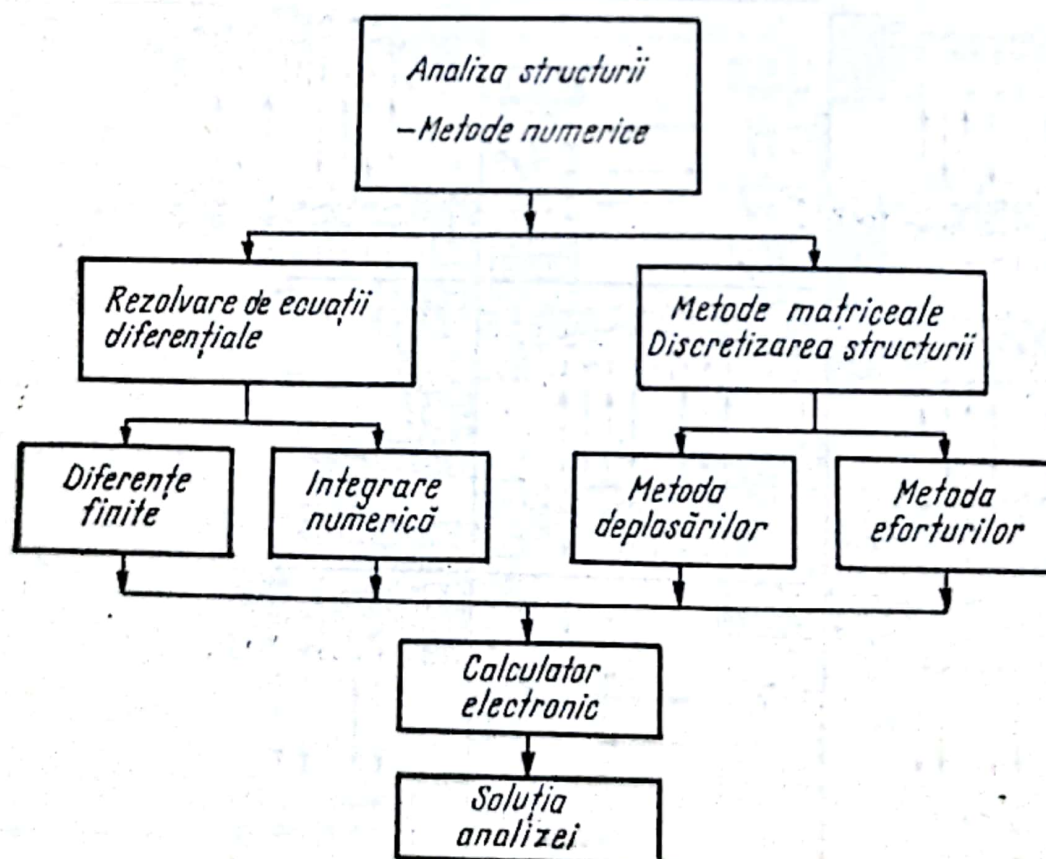 Analiza structurii
-Metode numerice
Rezolvare de ecuații
diferențiale
Metode matriceale
Discretizarea structurii
Diferențe
finite
Integrare
numerică
Metoda
deplasărilor
Metoda
eforturilor
Calculator
electronic
Soluția
analizei